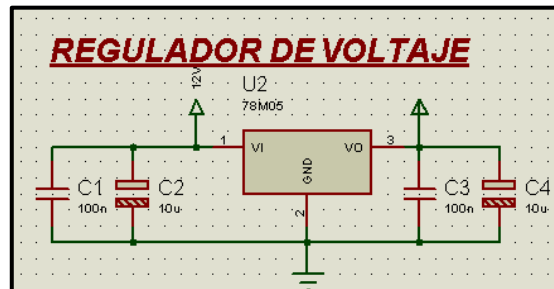 REGULADOR DE VOLTAJE
12V
U2
78M05
1
VI
VO
3
GND
2
C1
100n
C2
10u
C3
100n
C4
10u